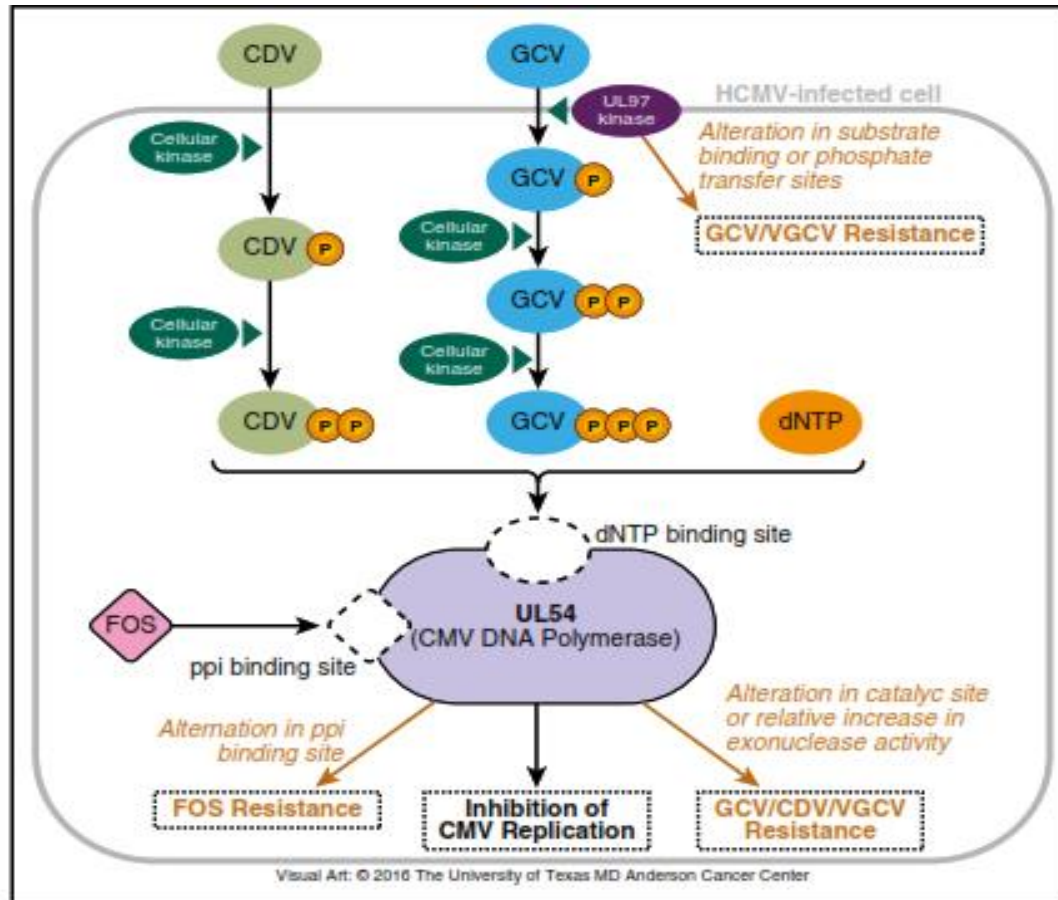 CDV
GCV
HCMV-infected cell
UL97
kinase
Cellular
kinase
Alteration in substrate
binding or phosphate
transfer sites
GCV P
GCV/VGCV Resistance
CDV P
Cellular
kinase
GCV P P
Cellular
kinase
Cellular
kinase
CDV P P
GCV P P P
dNTP
dNTP binding site
FOS
UL54
(CMV DNA Polymerase)
ppi binding site
Alternation in ppi
binding site
Alteration in catalyc site
or relative increase in
exonuclease activity
FOS Resistance
Inhibition of
CMV Replication
GCV/CDV/VGCV
Resistance
Visual Art: © 2016 The University of Texas MD Anderson Cancer Center